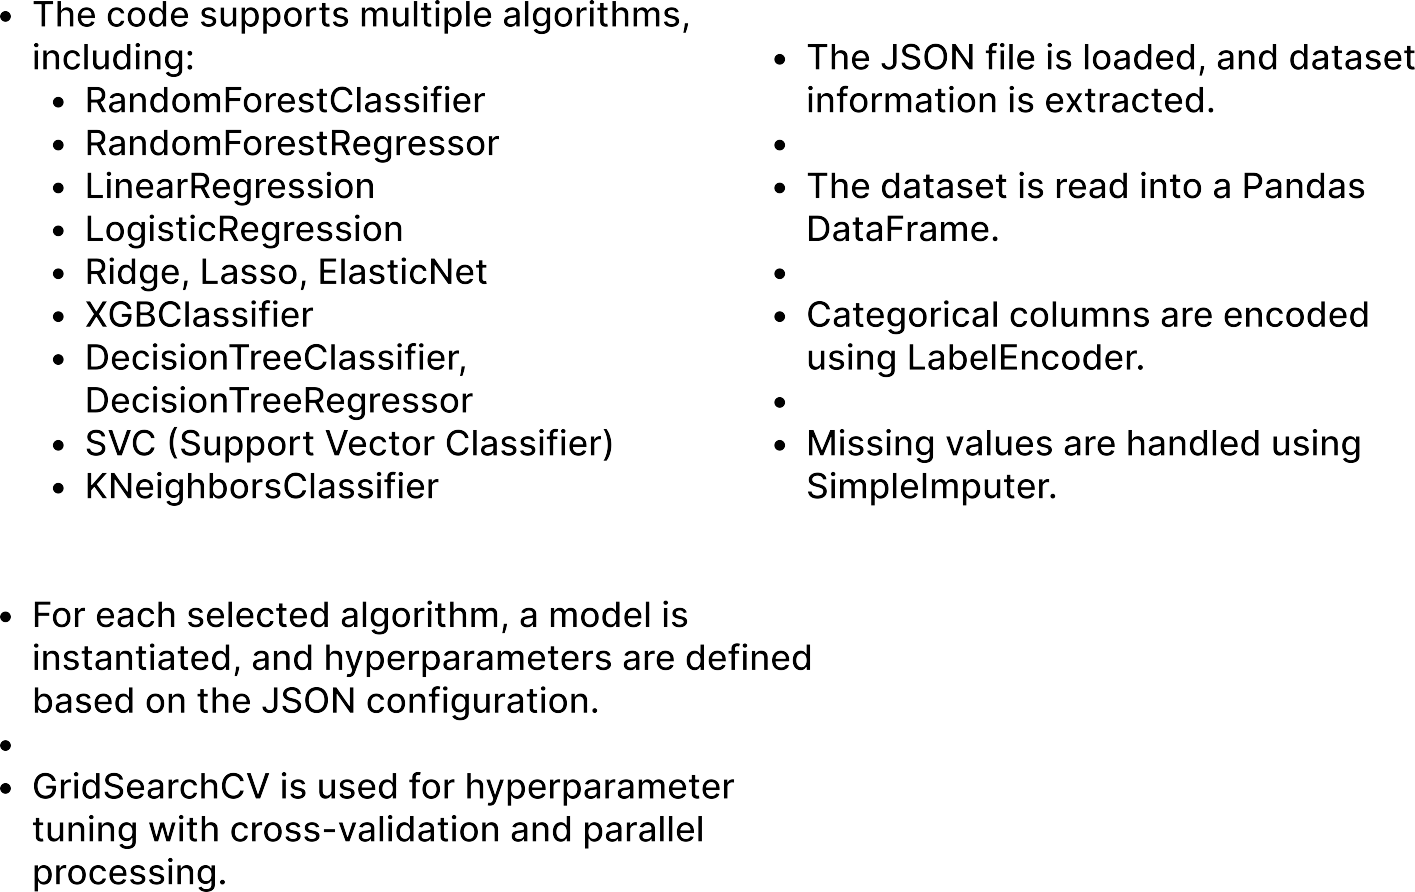 • The code supports multiple algorithms,
including:
• RandomForestClassifier
• RandomForestRegressor
• LinearRegression
• LogisticRegression
• Ridge, Lasso, ElasticNet
• XGBClassifier
• DecisionTreeClassifier,
DecisionTreeRegressor
• SVC (Support Vector Classifier)
• KNeighborsClassifier
• The JSON file is loaded, and dataset
information is extracted.
•
• The dataset is read into a Pandas
DataFrame.
•
• Categorical columns are encoded
using LabelEncoder.
•
• Missing values are handled using
SimpleImputer.
• For each selected algorithm, a model is
instantiated, and hyperparameters are defined
based on the JSON configuration.
•
• GridSearchCV is used for hyperparameter
tuning with cross-validation and parallel
processing.